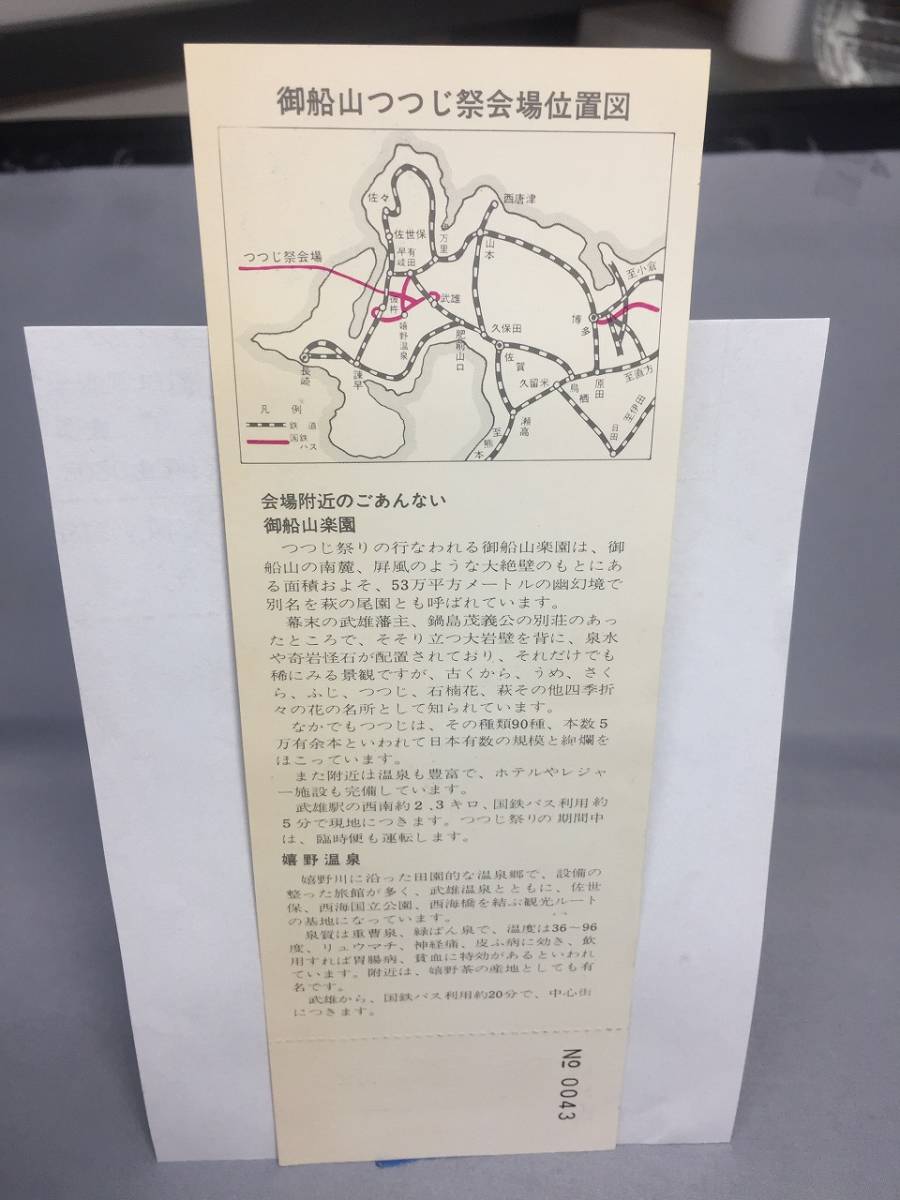 御船山つつじ祭会場位置図
佐々
西唐津
佐世保
伊万里
早岐
有田
山本
つつじ祭会場
至小倉
彼杵
武雄
嬉野温泉
博多
久保田
肥前山口
佐賀
長崎
諫早
久留米
鳥栖
原田
至直方
至伊田
凡例
鉄道
国鉄バス
至熊本
瀬高
日田
会場附近のごあんない
御船山楽園
つつじ祭りの行なわれる御船山楽園は、御
船山の南麓、屏風のような大絶壁のもとにあ
る面積およそ、53万平方メートルの幽幻境で
別名を萩の尾園とも呼ばれています。
幕末の武雄藩主、鍋島茂義公の別荘のあっ
たところで、そそり立つ大岩壁を背に、泉水
や奇岩怪石が配置されており、それだけでも
稀にみる景観ですが、古くから、うめ、さく
ら、ふじ、つつじ、石楠花、萩その他四季折
々の花の名所として知られています。
なかでもつつじは、その種類90種、本数5
万有余本といわれて日本有数の規模と絢爛を
ほこっています。
また附近は温泉も豊富で、ホテルやレジャ
ー施設も完備しています。
武雄駅の西南約2.3キロ、国鉄バス利用約
5分で現地につきます。つつじ祭りの期間中
は、臨時便も運転します。
嬉野温泉
嬉野川に沿った田園的な温泉郷で、設備の
整った旅館が多く、武雄温泉とともに、佐世
保、西海国立公園、西海橋を結ぶ観光ルート
の基地になっています。
泉質は重曹泉、緑ばん泉で、温度は36～96
度、リュウマチ、神経痛、皮ふ病に効き、飲
用すれば胃腸病、貧血に特効があるといわれ
ています。附近は、嬉野茶の産地としても有
名です。
武雄から、国鉄バス利用約20分で、中心街
につきます。
№ 0043